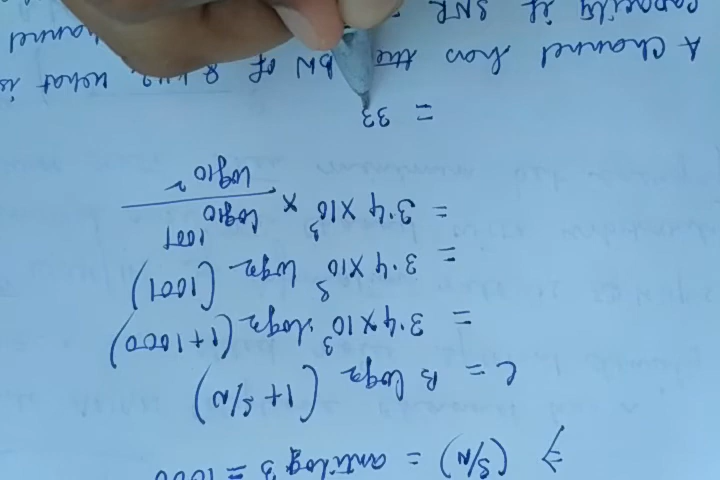 ⇒ (S/N) = antilog 3 = 1000
C = B log₂ (1 + S/N)
= 3.4 × 10³ log₂ (1 + 1000)
= 3.4 × 10³ log₂ (1001)
= 3.4 × 10³ × log₁₀ 1001 / log₁₀ 2
= 33
A channel has the BW of 8 kHz. What is
capacity if SNR